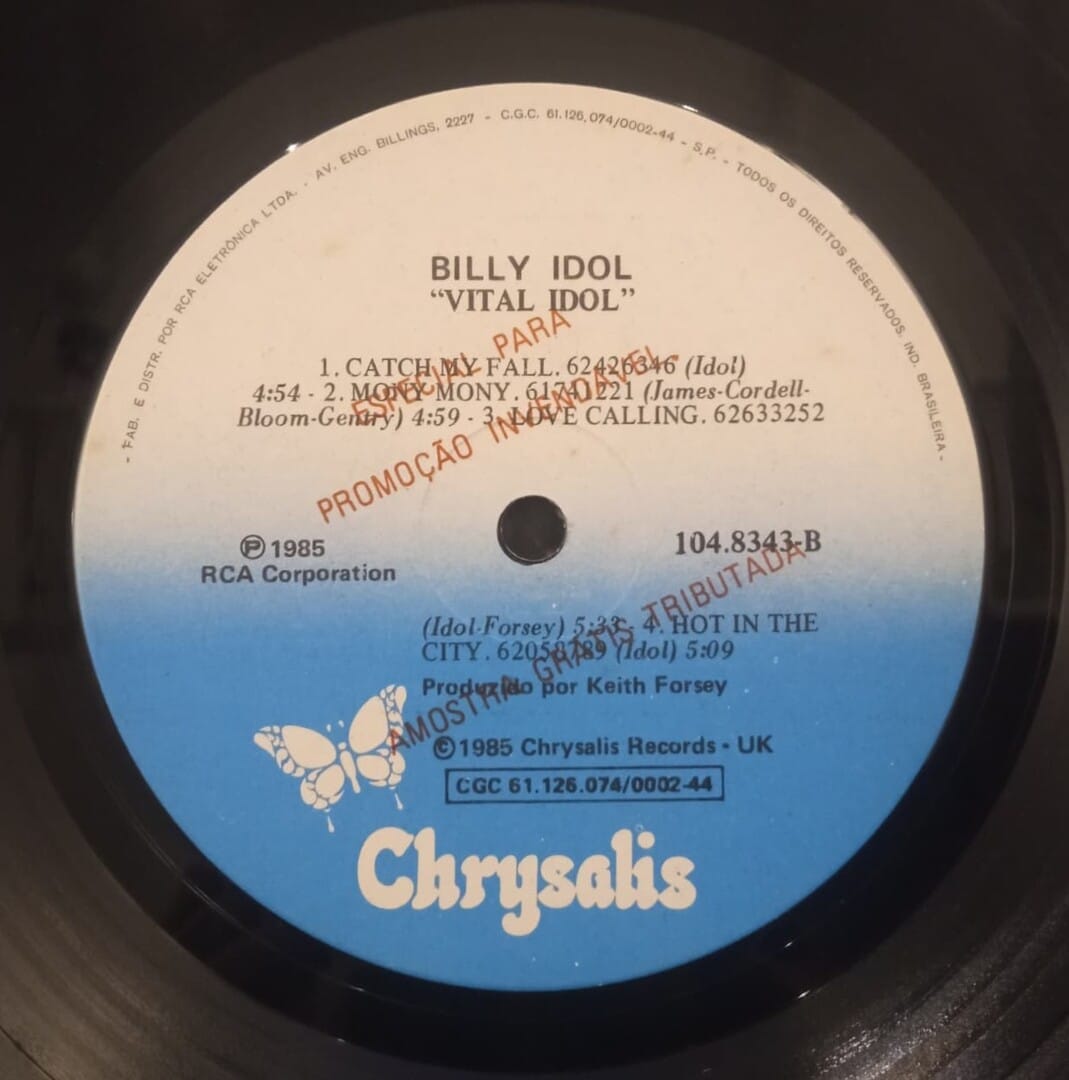 - FAB. E DISTR. POR RCA ELETRÔNICA LTDA. - AV. ENG. BILLINGS, 2227 - C.G.C. 61.126.074/0002-44 - S.P. - TODOS OS DIREITOS RESERVADOS. IND. BRASILEIRA -
BILLY IDOL
“VITAL IDOL”
ESPECIAL PARA
PROMOÇÃO INVENDÁVEL.
1. CATCH MY FALL. 62426346 (Idol)
4:54 - 2. MONY MONY. 61741221 (James-Cordell-
Bloom-Gentry) 4:59 - 3. LOVE CALLING. 62633252
℗ 1985
RCA Corporation
104.8343-B
AMOSTRA GRÁTIS TRIBUTADA
(Idol-Forsey) 5:33 - 4. HOT IN THE
CITY. 62058789 (Idol) 5:09
Produzido por Keith Forsey
©1985 Chrysalis Records - UK
CGC 61.126.074/0002-44
Chrysalis